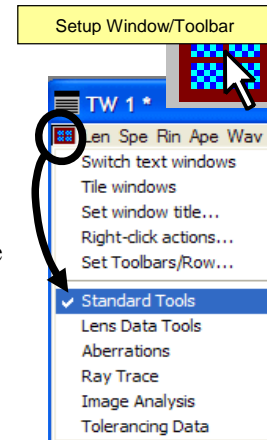 Setup Window/Toolbar
TW 1 *
Len Spe Rin Ape Wav
Switch text windows
Tile windows
Set window title...
Right-click actions...
Set Toolbars/Row...
e
Standard Tools
Lens Data Tools
Aberrations
Ray Trace
Image Analysis
Tolerancing Data